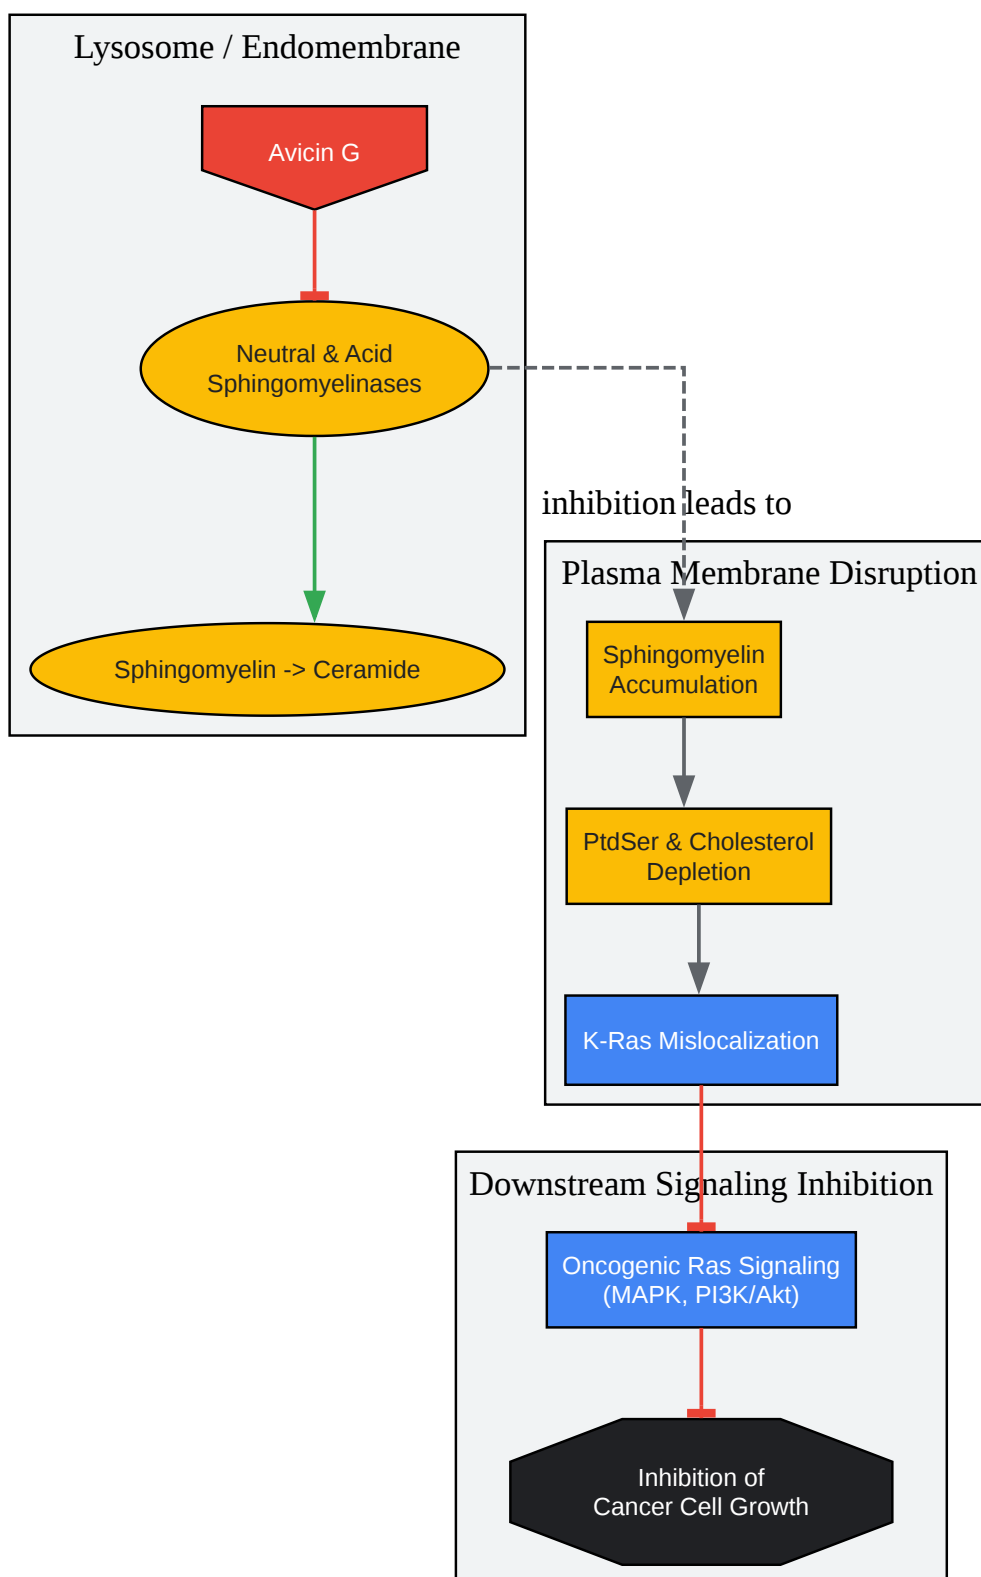 Lysosome / Endomembrane
Avicin G
Neutral & Acid
Sphingomyelinases
Sphingomyelin -> Ceramide
inhibition leads to
Plasma Membrane Disruption
Sphingomyelin
Accumulation
PtdSer & Cholesterol
Depletion
K-Ras Mislocalization
Downstream Signaling Inhibition
Oncogenic Ras Signaling
(MAPK, PI3K/Akt)
Inhibition of
Cancer Cell Growth